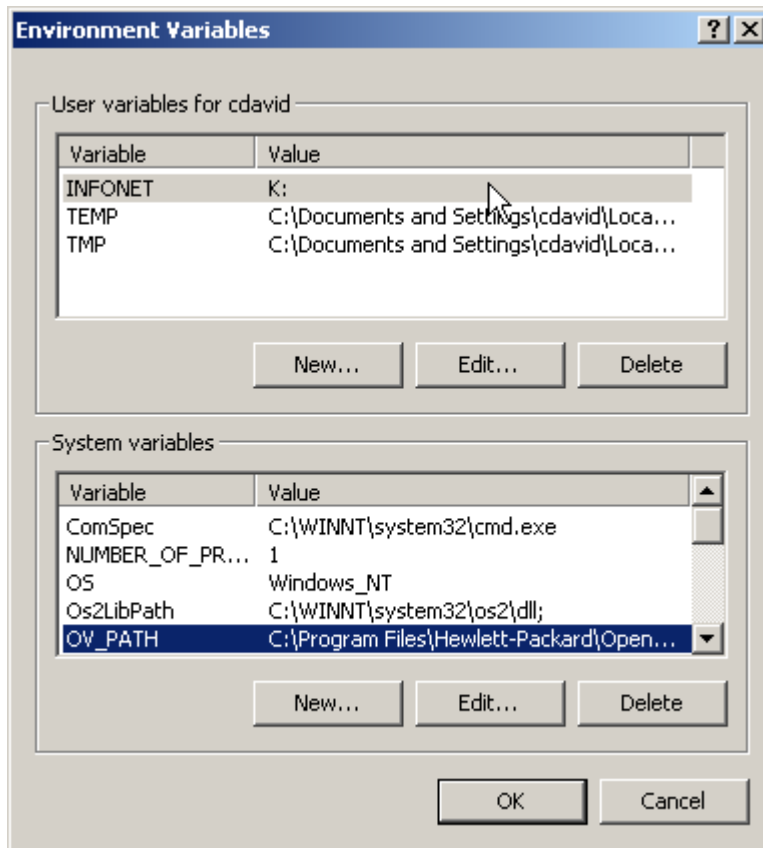 Environment Variables
User variables for cdavid
Variable Value
INFONET K:
TEMP C:\Documents and Settings\cdavid\Loca...
TMP C:\Documents and Settings\cdavid\Loca...
New... Edit... Delete
System variables
Variable Value
ComSpec C:\WINNT\system32\cmd.exe
NUMBER_OF_PR... 1
OS Windows_NT
Os2LibPath C:\WINNT\system32\os2\dll;
OV_PATH C:\Program Files\Hewlett-Packard\Open...
New... Edit... Delete
OK Cancel